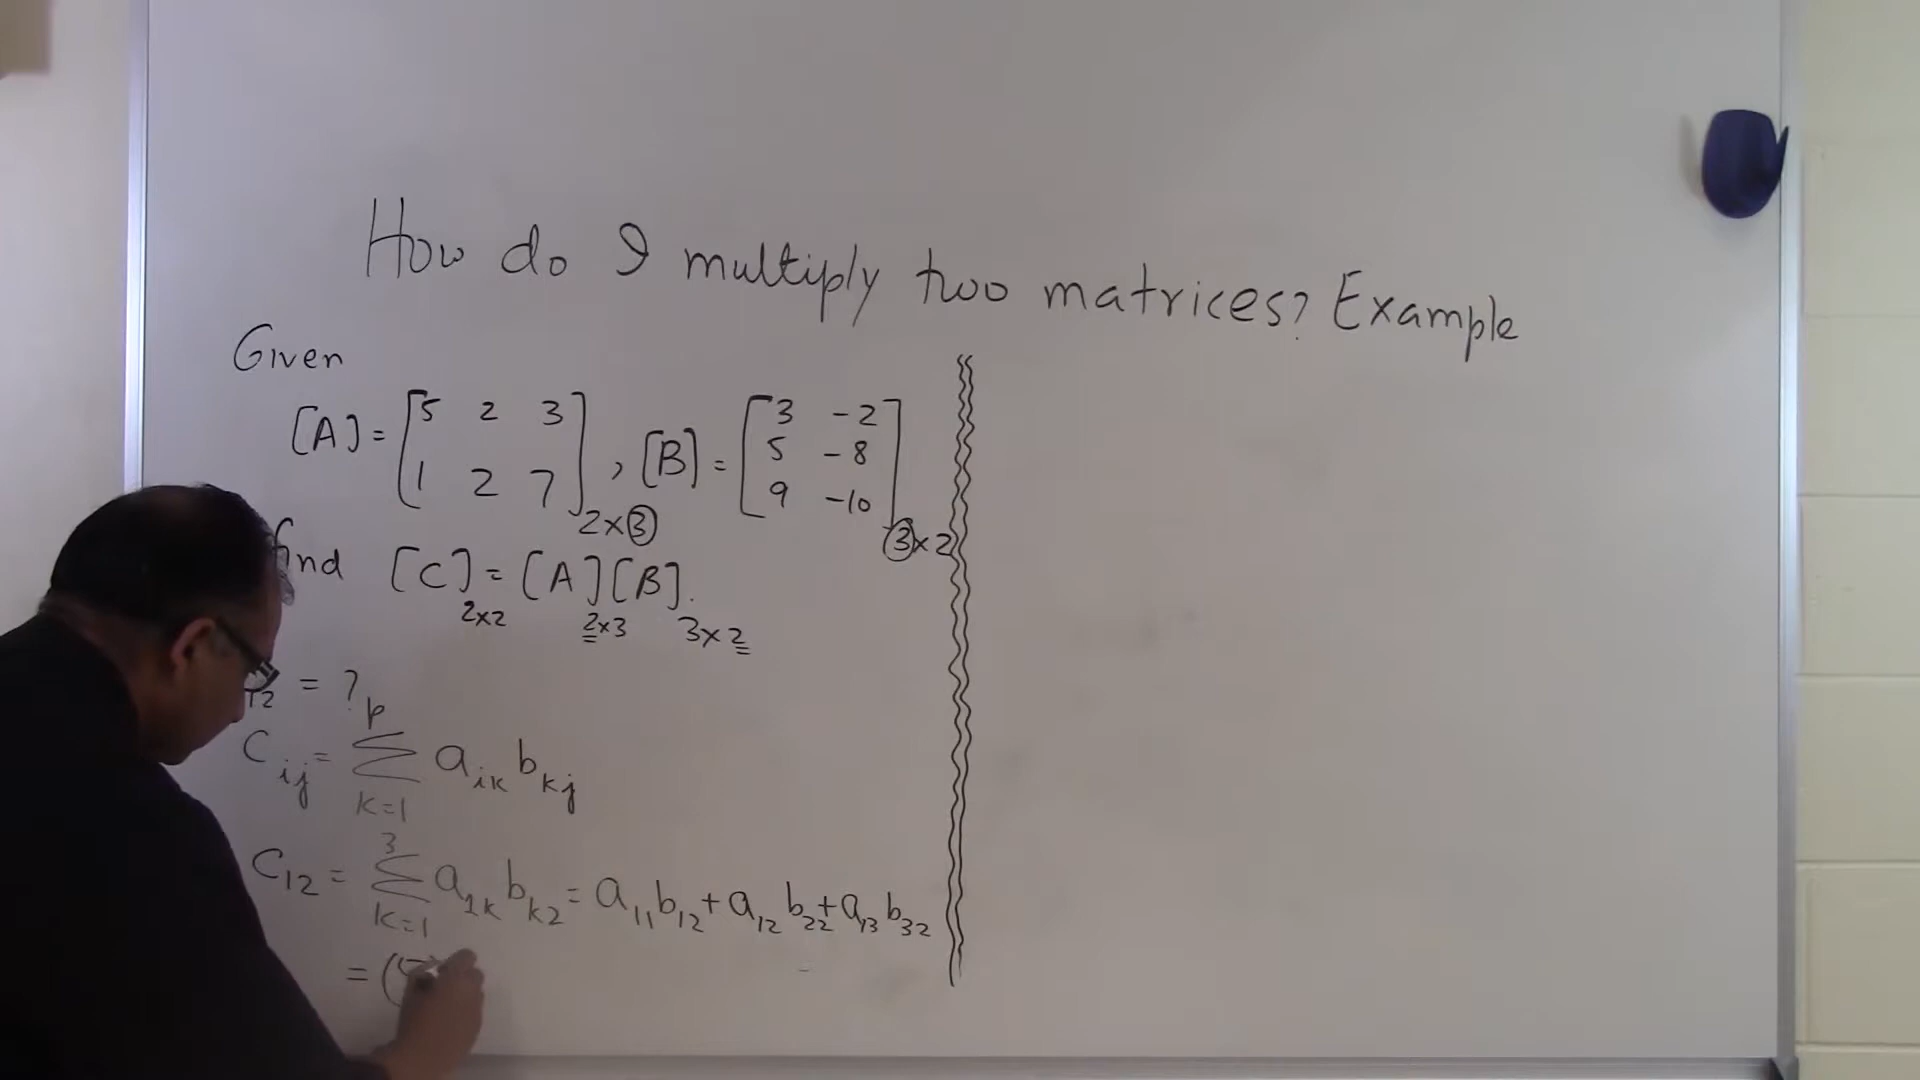 How do I multiply two matrices? Example
Given
[A] = [5 2 3
1 2 7] 2×3 , [B] = [3 -2
5 -8
9 -10] 3×2
find [C] = [A][B].
2×2 2×3 3×2
12 = ?
C_ij = Σ_{k=1}^{p} a_ik b_kj
C_12 = Σ_{k=1}^{3} a_1k b_k2 = a_11 b_12 + a_12 b_22 + a_13 b_32
= (